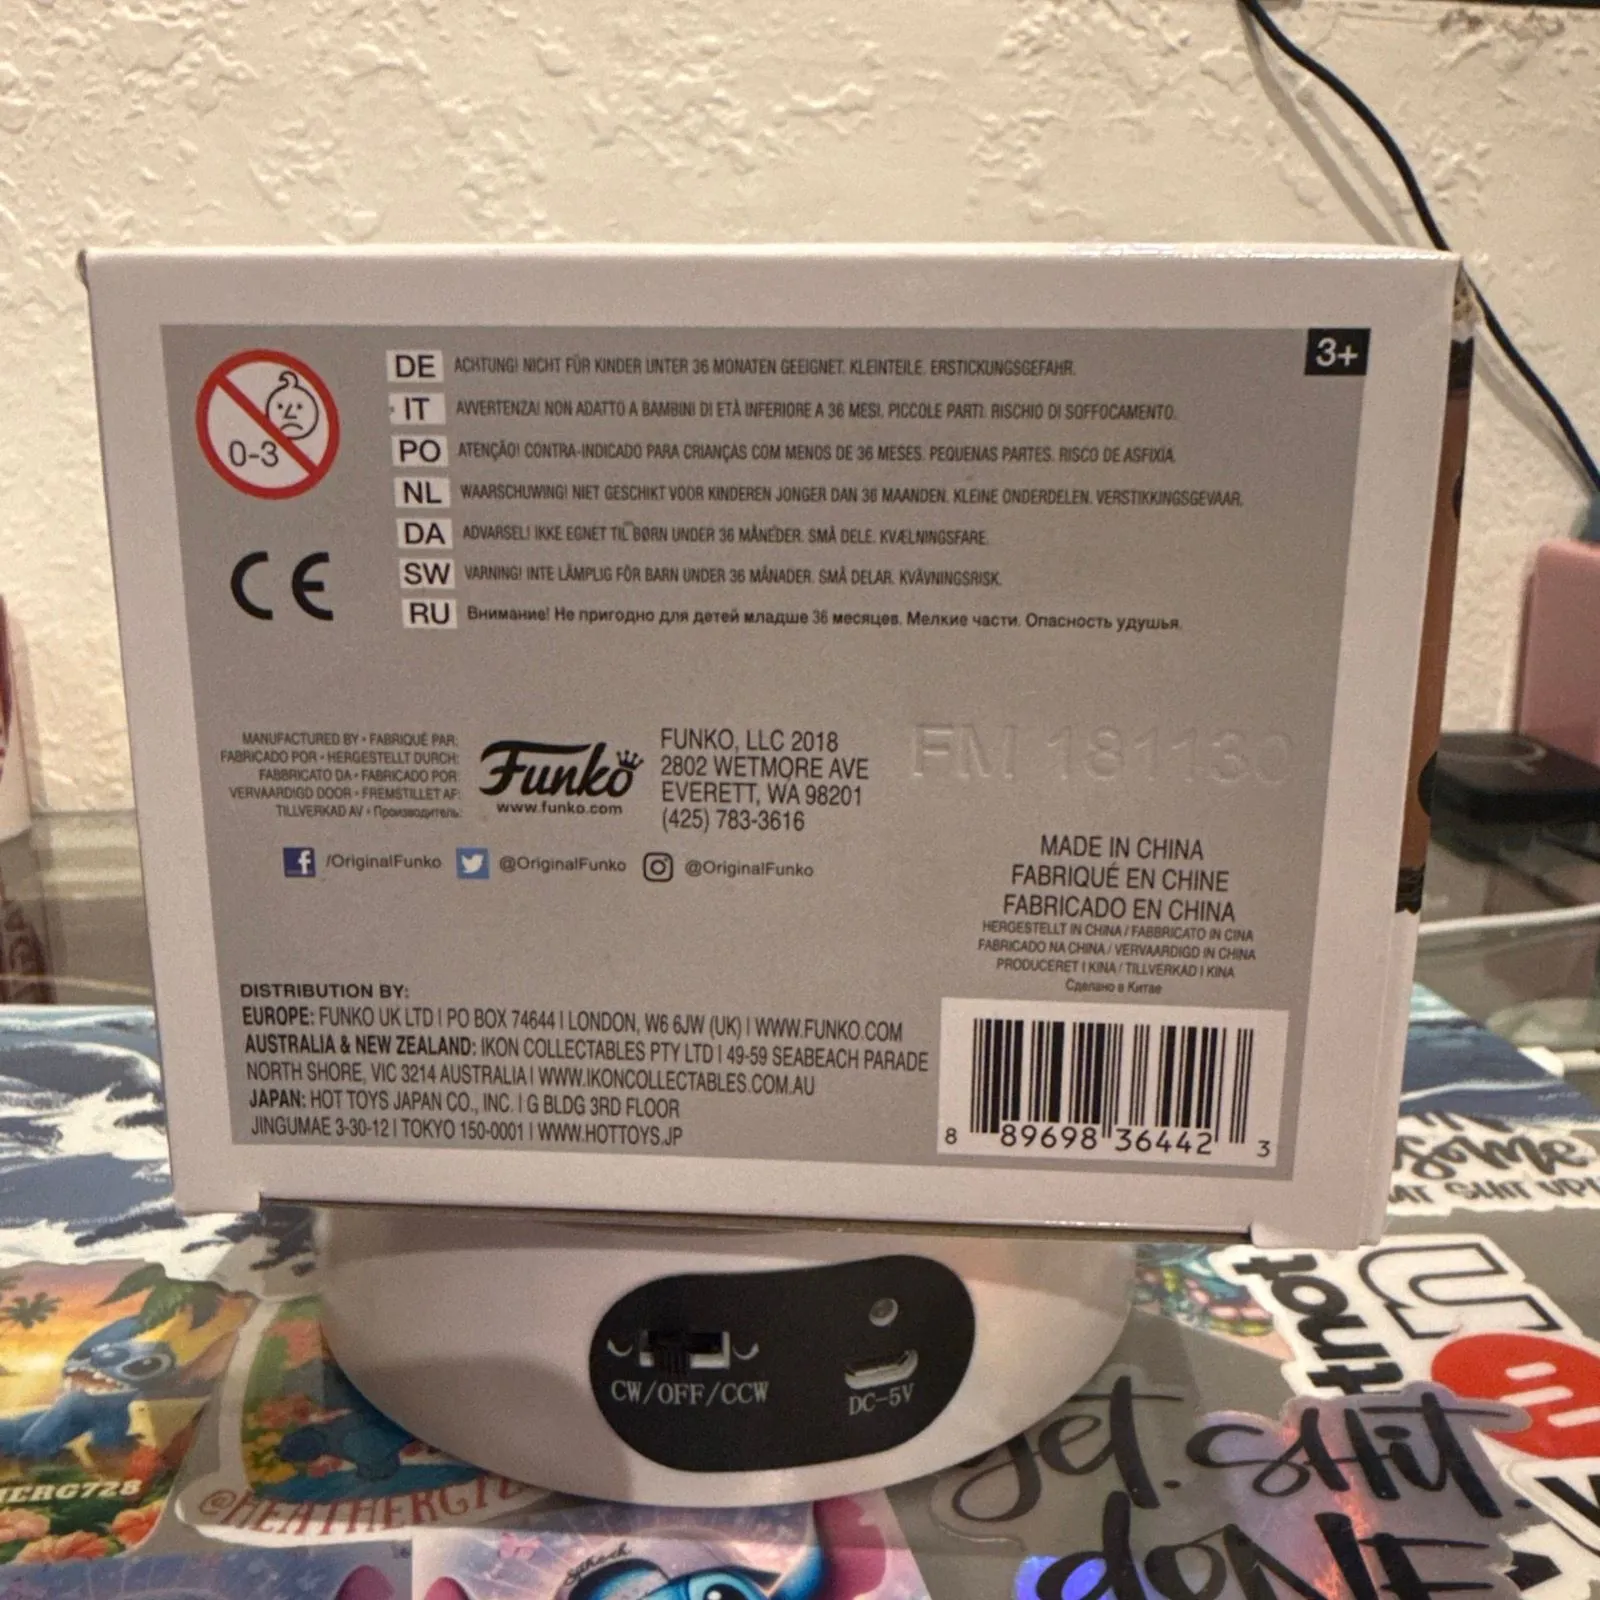 3+
0-3
DE ACHTUNG! NICHT FÜR KINDER UNTER 36 MONATEN GEEIGNET. KLEINTEILE. ERSTICKUNGSGEFAHR.
IT AVVERTENZA! NON ADATTO A BAMBINI DI ETÀ INFERIORE A 36 MESI. PICCOLE PARTI. RISCHIO DI SOFFOCAMENTO.
PO ATENÇÃO! CONTRA-INDICADO PARA CRIANÇAS COM MENOS DE 36 MESES. PEQUENAS PARTES. RISCO DE ASFIXIA.
NL WAARSCHUWING! NIET GESCHIKT VOOR KINDEREN JONGER DAN 36 MAANDEN. KLEINE ONDERDELEN. VERSTIKKINGSGEVAAR.
DA ADVARSEL! IKKE EGNET TIL BØRN UNDER 36 MÅNEDER. SMÅ DELE. KVÆLNINGSFARE.
SW VARNING! INTE LÄMPLIG FÖR BARN UNDER 36 MÅNADER. SMÅ DELAR. KVÄVNINGSRISK.
RU Внимание! Не пригодно для детей младше 36 месяцев. Мелкие части. Опасность удушья.
CE
MANUFACTURED BY • FABRIQUÉ PAR:
FABRICADO POR • HERGESTELLT DURCH:
FABBRICATO DA • FABRICADO POR:
VERVAARDIGD DOOR • FREMSTILLET AF:
TILLVERKAD AV • Производитель:
Funko
www.funko.com
FUNKO, LLC 2018
2802 WETMORE AVE
EVERETT, WA 98201
(425) 783-3616
FM 181130
/OriginalFunko @OriginalFunko @OriginalFunko
MADE IN CHINA
FABRIQUÉ EN CHINE
FABRICADO EN CHINA
HERGESTELLT IN CHINA / FABBRICATO IN CINA
FABRICADO NA CHINA / VERVAARDIGD IN CHINA
PRODUCERET I KINA / TILLVERKAD I KINA
Сделано в Китае
DISTRIBUTION BY:
EUROPE: FUNKO UK LTD | PO BOX 74644 | LONDON, W6 6JW (UK) | WWW.FUNKO.COM
AUSTRALIA & NEW ZEALAND: IKON COLLECTABLES PTY LTD | 49-59 SEABEACH PARADE
NORTH SHORE, VIC 3214 AUSTRALIA | WWW.IKONCOLLECTABLES.COM.AU
JAPAN: HOT TOYS JAPAN CO., INC. | G BLDG 3RD FLOOR
JINGUMAE 3-30-12 | TOKYO 150-0001 | WWW.HOTTOYS.JP
8 89698 36442 3
CW/OFF/CCW
DC-5V
get shit
done